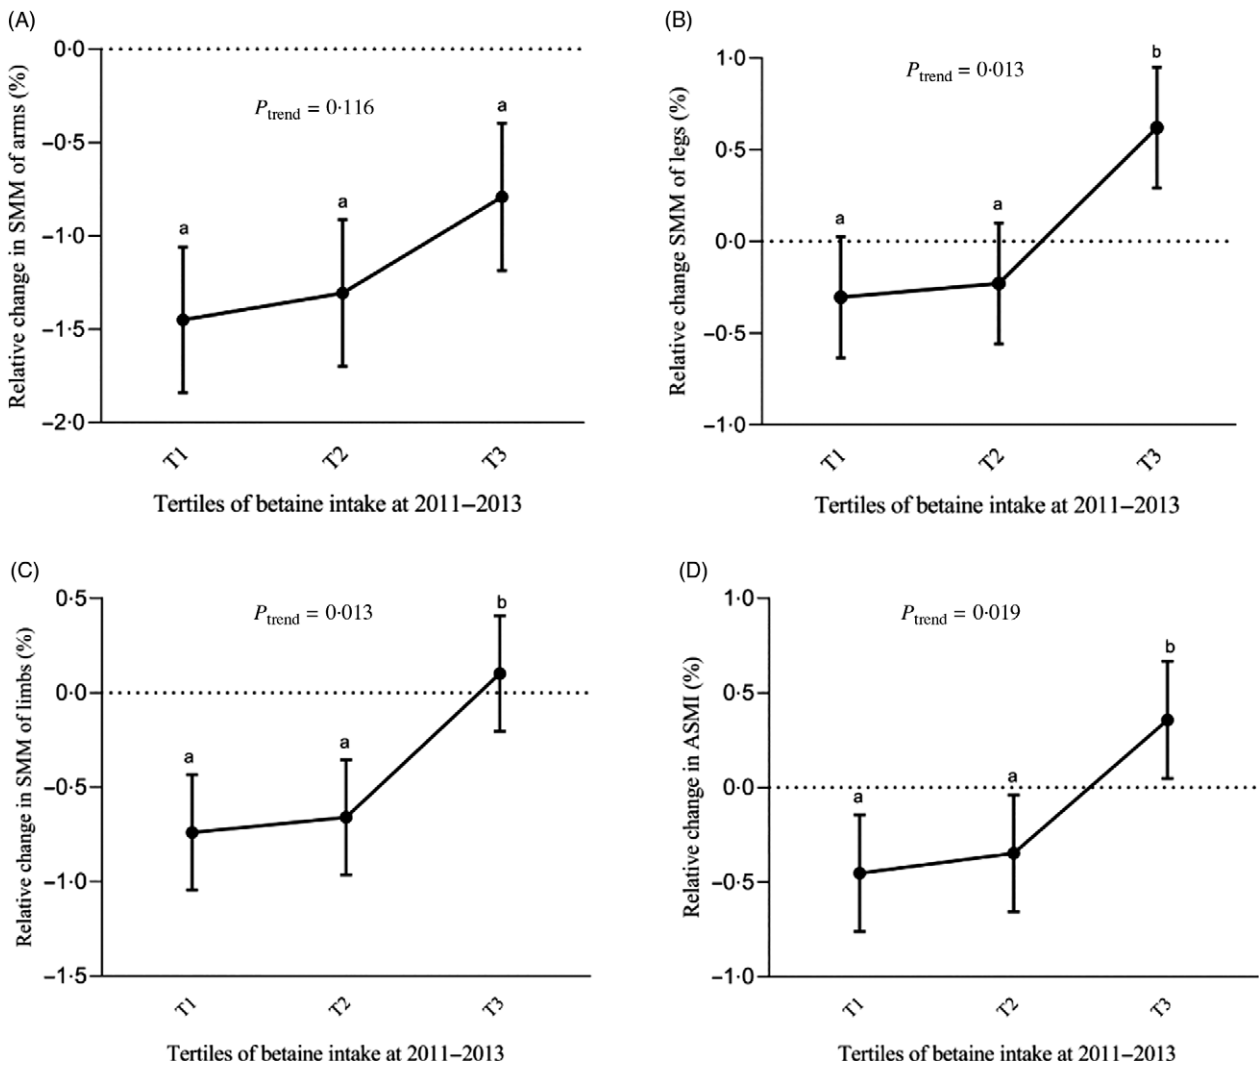 (A)
0·0
−0·5
−1·0
−1·5
−2·0
Relative change in SMM of arms (%)
Ptrend = 0·116
a
a
a
T1
T2
T3
Tertiles of betaine intake at 2011–2013
(B)
1·0
0·5
0·0
−0·5
−1·0
Relative change SMM of legs (%)
Ptrend = 0·013
a
a
b
T1
T2
T3
Tertiles of betaine intake at 2011–2013
(C)
0·5
0·0
−0·5
−1·0
−1·5
Relative change in SMM of limbs (%)
Ptrend = 0·013
a
a
b
T1
T2
T3
Tertiles of betaine intake at 2011–2013
(D)
1·0
0·5
0·0
−0·5
−1·0
Relative change in ASMI (%)
Ptrend = 0·019
a
a
b
T1
T2
T3
Tertiles of betaine intake at 2011–2013